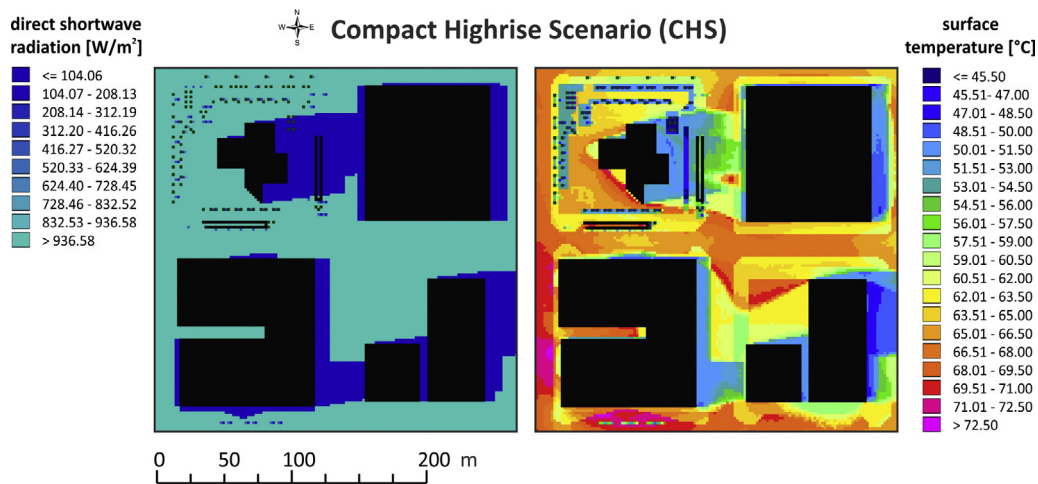 direct shortwave
radiation [W/m²]
<= 104.06
104.07 - 208.13
208.14 - 312.19
312.20 - 416.26
416.27 - 520.32
520.33 - 624.39
624.40 - 728.45
728.46 - 832.52
832.53 - 936.58
> 936.58
N
W E
S
Compact Highrise Scenario (CHS)
surface
temperature [°C]
<= 45.50
45.51 - 47.00
47.01 - 48.50
48.51 - 50.00
50.01 - 51.50
51.51 - 53.00
53.01 - 54.50
54.51 - 56.00
56.01 - 57.50
57.51 - 59.00
59.01 - 60.50
60.51 - 62.00
62.01 - 63.50
63.51 - 65.00
65.01 - 66.50
66.51 - 68.00
68.01 - 69.50
69.51 - 71.00
71.01 - 72.50
> 72.50
0 50 100 200 m